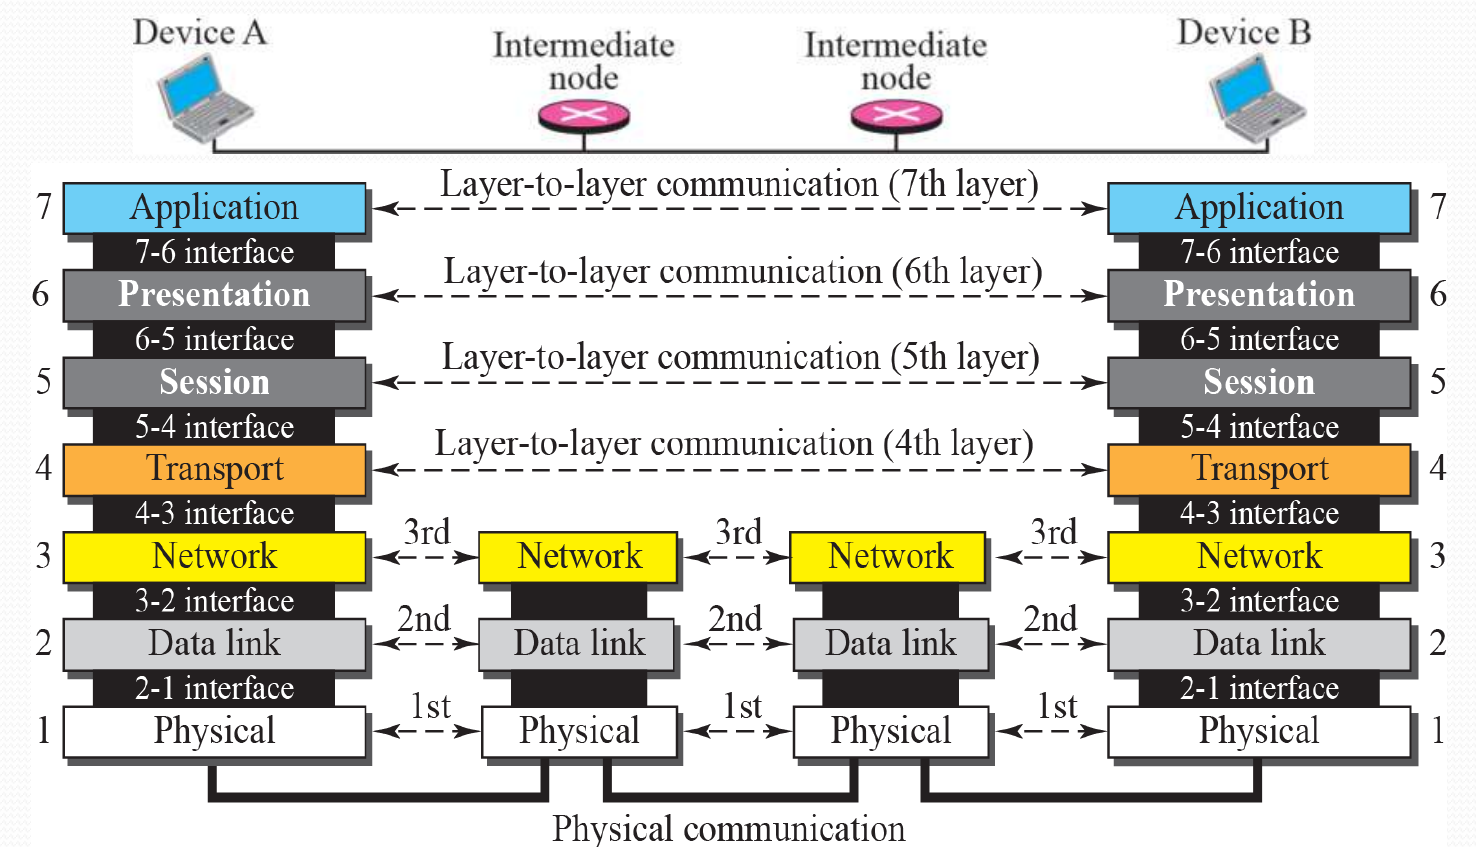 Device A
Intermediate
node
Intermediate
node
Device B
Layer-to-layer communication (7th layer)
7 Application Application 7
7-6 interface 7-6 interface
Layer-to-layer communication (6th layer)
6 Presentation Presentation 6
6-5 interface 6-5 interface
Layer-to-layer communication (5th layer)
5 Session Session 5
5-4 interface 5-4 interface
Layer-to-layer communication (4th layer)
4 Transport Transport 4
4-3 interface 4-3 interface
3rd 3rd 3rd
3 Network Network Network Network 3
3-2 interface 3-2 interface
2nd 2nd 2nd
2 Data link Data link Data link Data link 2
2-1 interface 2-1 interface
1st 1st 1st
1 Physical Physical Physical Physical 1
Physical communication